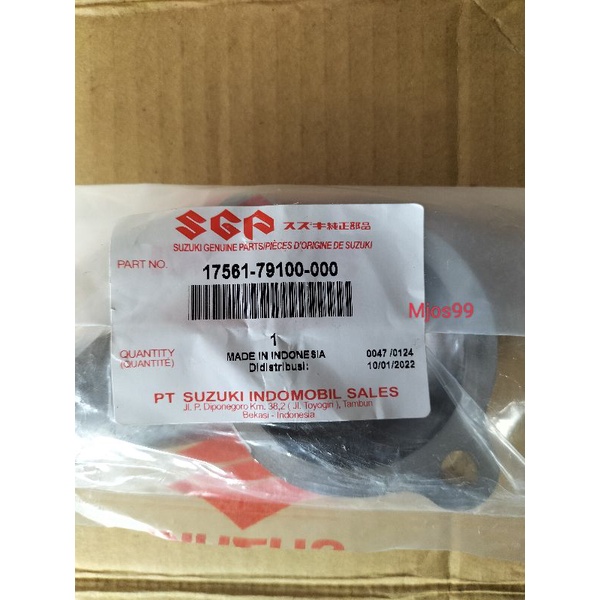 SGP スズキ純正部品
SUZUKI GENUINE PARTS/PIÈCES D'ORIGINE DE SUZUKI
PART NO. 17561-79100-000
Mjos99
1
QUANTITY MADE IN INDONESIA 0047 /0124
(QUANTITÉ) Didistribusi: 10/01/2022
PT SUZUKI INDOMOBIL SALES
Jl. P. Diponegoro Km. 38,2 ( Jl. Toyogiri ), Tambun
Bekasi - Indonesia